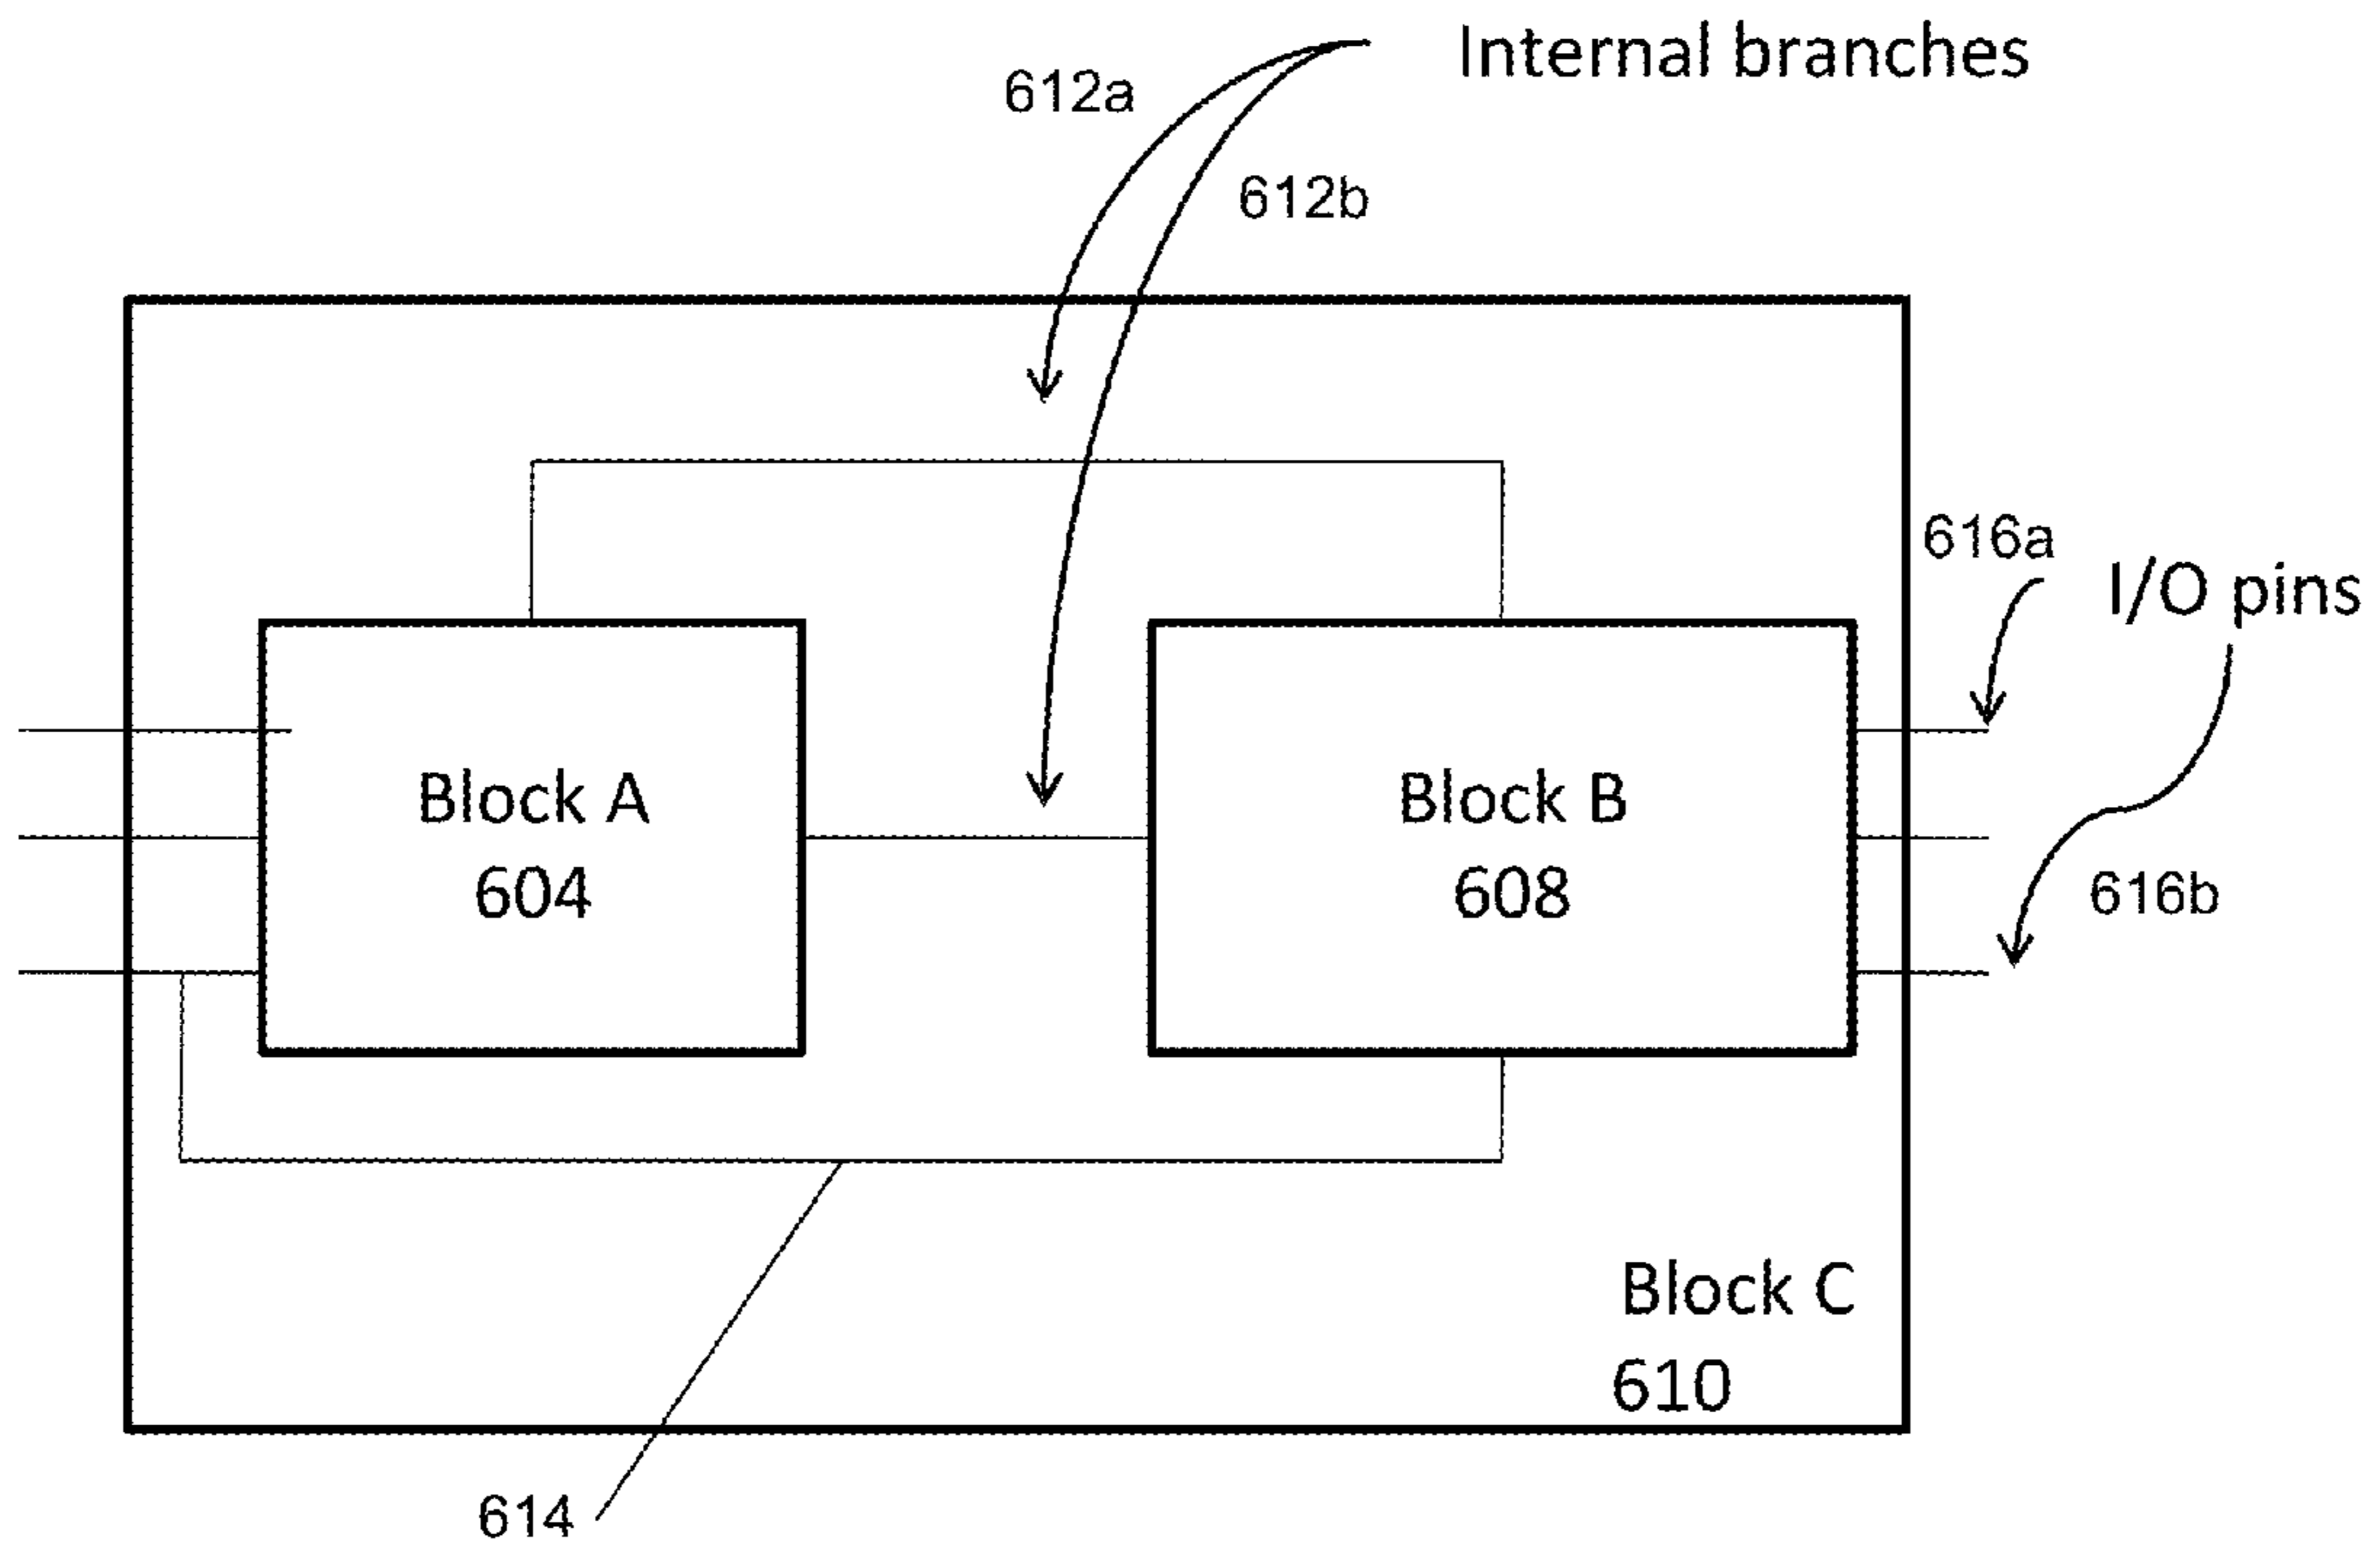 Internal branches
612a
612b
616a
I/O pins
Block A
604
Block B
608
616b
Block C
610
614